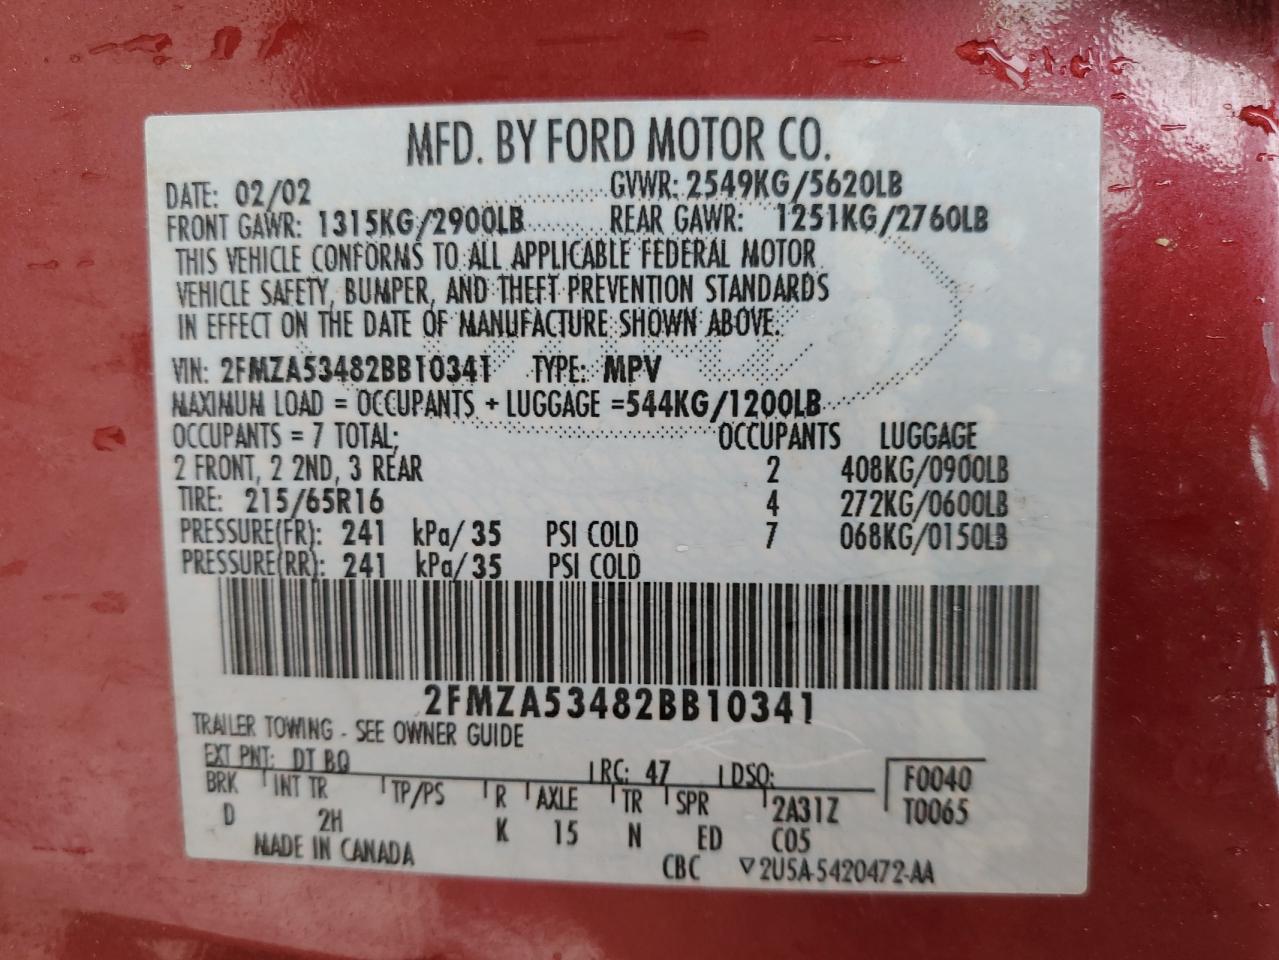 MFD. BY FORD MOTOR CO.
DATE: 02/02 GVWR: 2549KG/5620LB
FRONT GAWR: 1315KG/2900LB REAR GAWR: 1251KG/2760LB
THIS VEHICLE CONFORMS TO ALL APPLICABLE FEDERAL MOTOR
VEHICLE SAFETY, BUMPER, AND THEFT PREVENTION STANDARDS
IN EFFECT ON THE DATE OF MANUFACTURE SHOWN ABOVE.
VIN: 2FMZA53482BB10341 TYPE: MPV
MAXIMUM LOAD = OCCUPANTS + LUGGAGE =544KG/1200LB
OCCUPANTS = 7 TOTAL; OCCUPANTS LUGGAGE
2 FRONT, 2 2ND, 3 REAR 2 408KG/0900LB
TIRE: 215/65R16 4 272KG/0600LB
PRESSURE(FR): 241 kPa/ 35 PSI COLD 7 068KG/0150LB
PRESSURE(RR): 241 kPa/ 35 PSI COLD
2FMZA53482BB10341
TRAILER TOWING - SEE OWNER GUIDE
EXT PNT: DT BQ RC: 47 DSO: F0040
BRK INT TR TP/PS R AXLE TR SPR 2A31Z T0065
D 2H K 15 N ED C05
MADE IN CANADA CBC ▽2U5A-5420472-AA